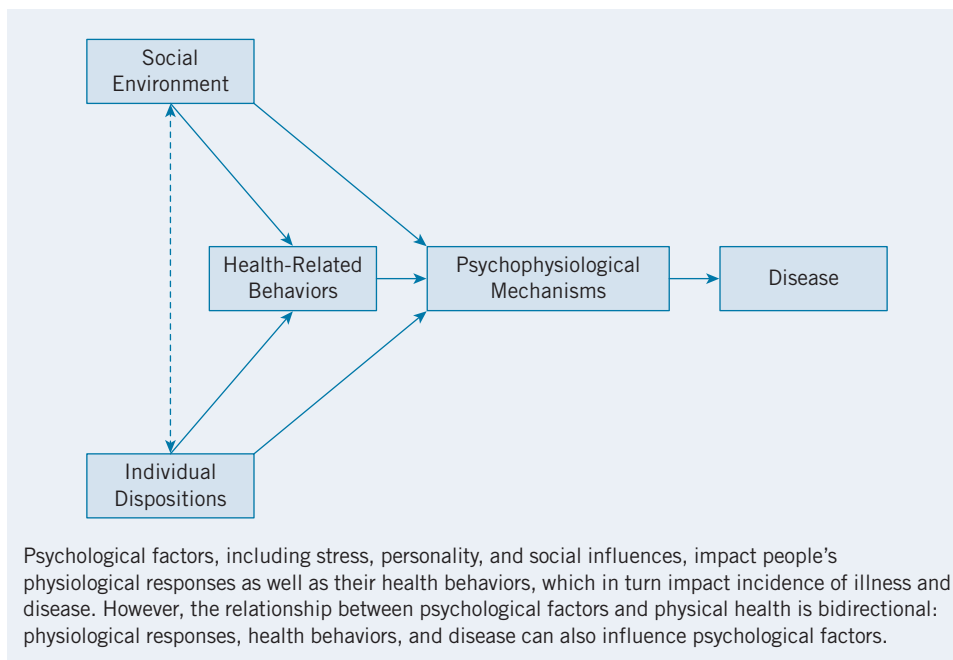 Social
Environment
Health-Related
Behaviors
Psychophysiological
Mechanisms
Disease
Individual
Dispositions
Psychological factors, including stress, personality, and social influences, impact people’s
physiological responses as well as their health behaviors, which in turn impact incidence of illness and
disease. However, the relationship between psychological factors and physical health is bidirectional:
physiological responses, health behaviors, and disease can also influence psychological factors.